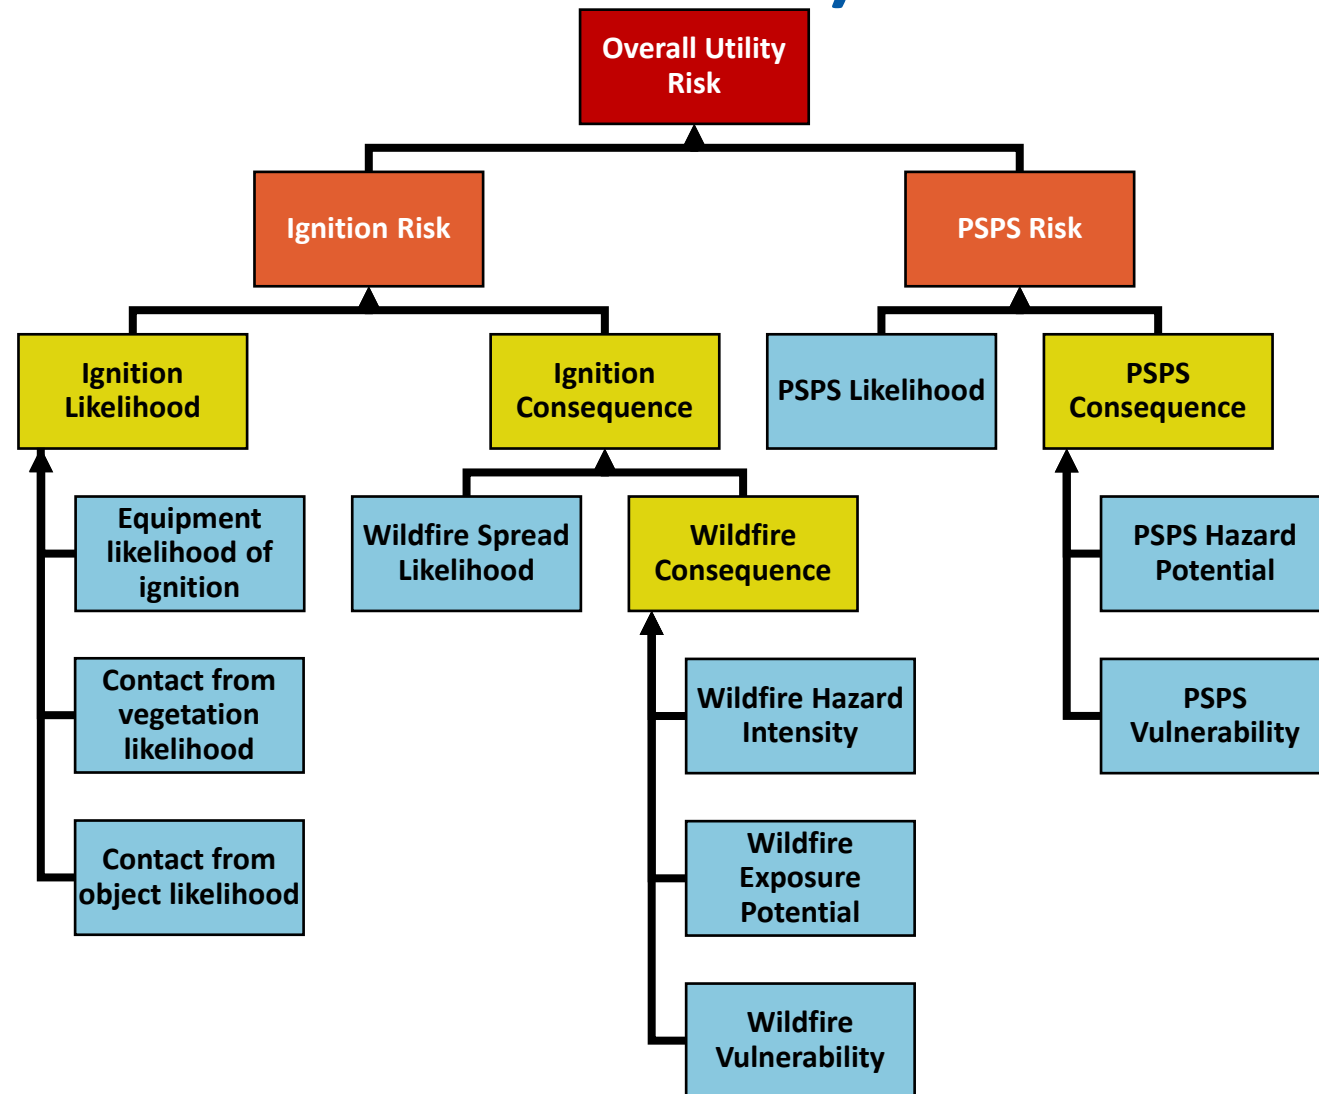 Overall Utility
Risk
Ignition Risk
PSPS Risk
Ignition
Likelihood
Ignition
Consequence
PSPS Likelihood
PSPS
Consequence
Equipment
likelihood of
ignition
Wildfire Spread
Likelihood
Wildfire
Consequence
PSPS Hazard
Potential
Contact from
vegetation
likelihood
Wildfire Hazard
Intensity
PSPS
Vulnerability
Contact from
object likelihood
Wildfire
Exposure
Potential
Wildfire
Vulnerability